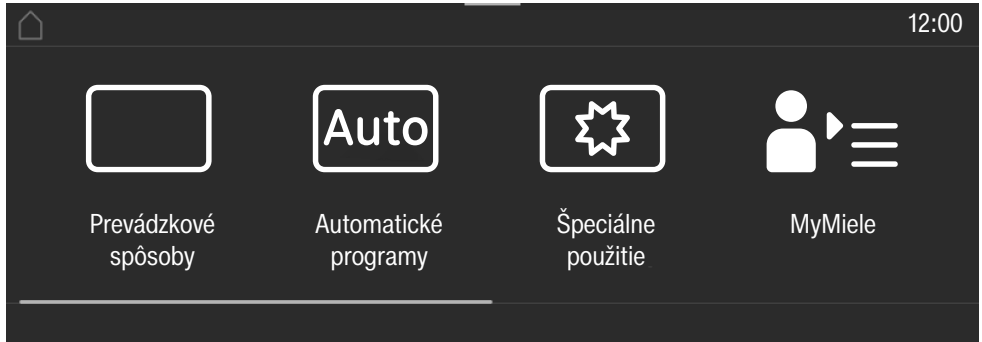 12:00
Auto
Prevádzkové
spôsoby
Automatické
programy
Špeciálne
použitie
MyMiele